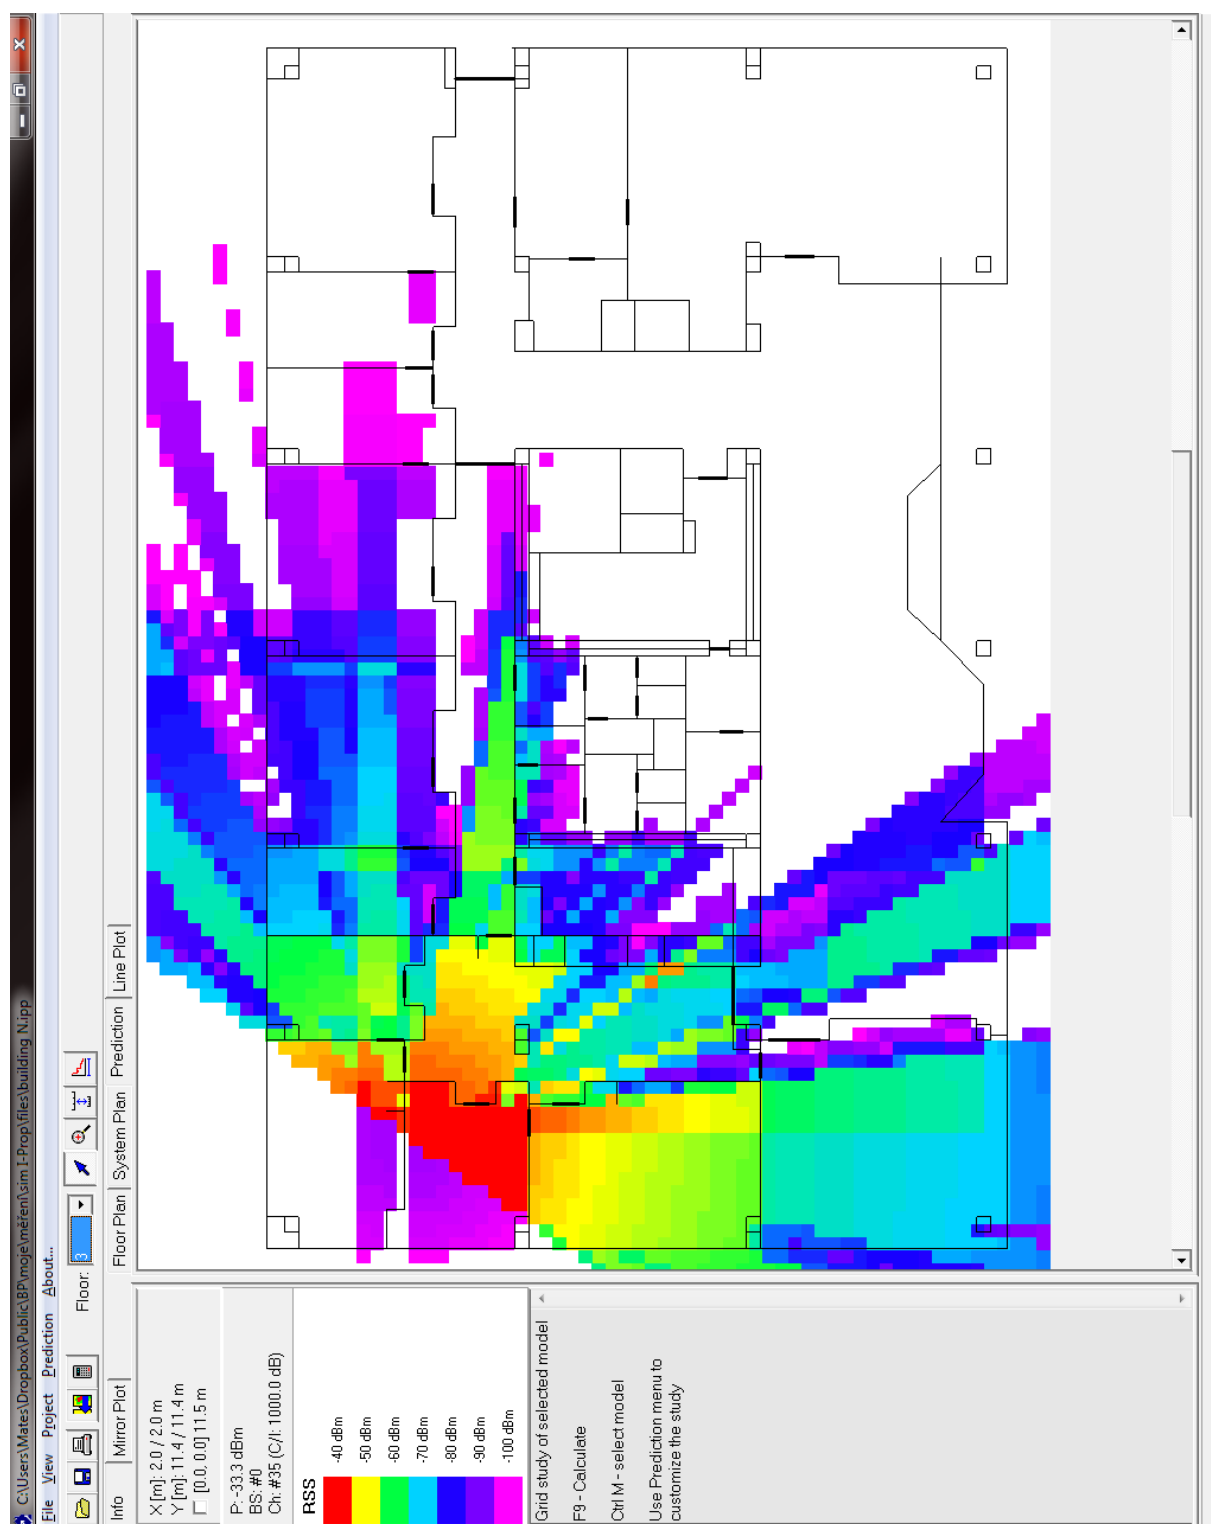 C:\Users\Mates\Dropbox\Public\BP\moje\měření\sim I-Prop\files\building N.ipp
File View Project Prediction About...
Floor: 3
Info Mirror Plot
Floor Plan System Plan Prediction Line Plot
X [m]: 2.0 / 2.0 m
Y [m]: 11.4 / 11.4 m
[0.0, 0.0] 11.5 m
P: -33.3 dBm
BS: #0
Ch: #35 (C/I: 1000.0 dB)
RSS
-40 dBm
-50 dBm
-60 dBm
-70 dBm
-80 dBm
-90 dBm
-100 dBm
Grid study of selected model
F9 - Calculate
Ctrl M - select model
Use Prediction menu to
customize the study